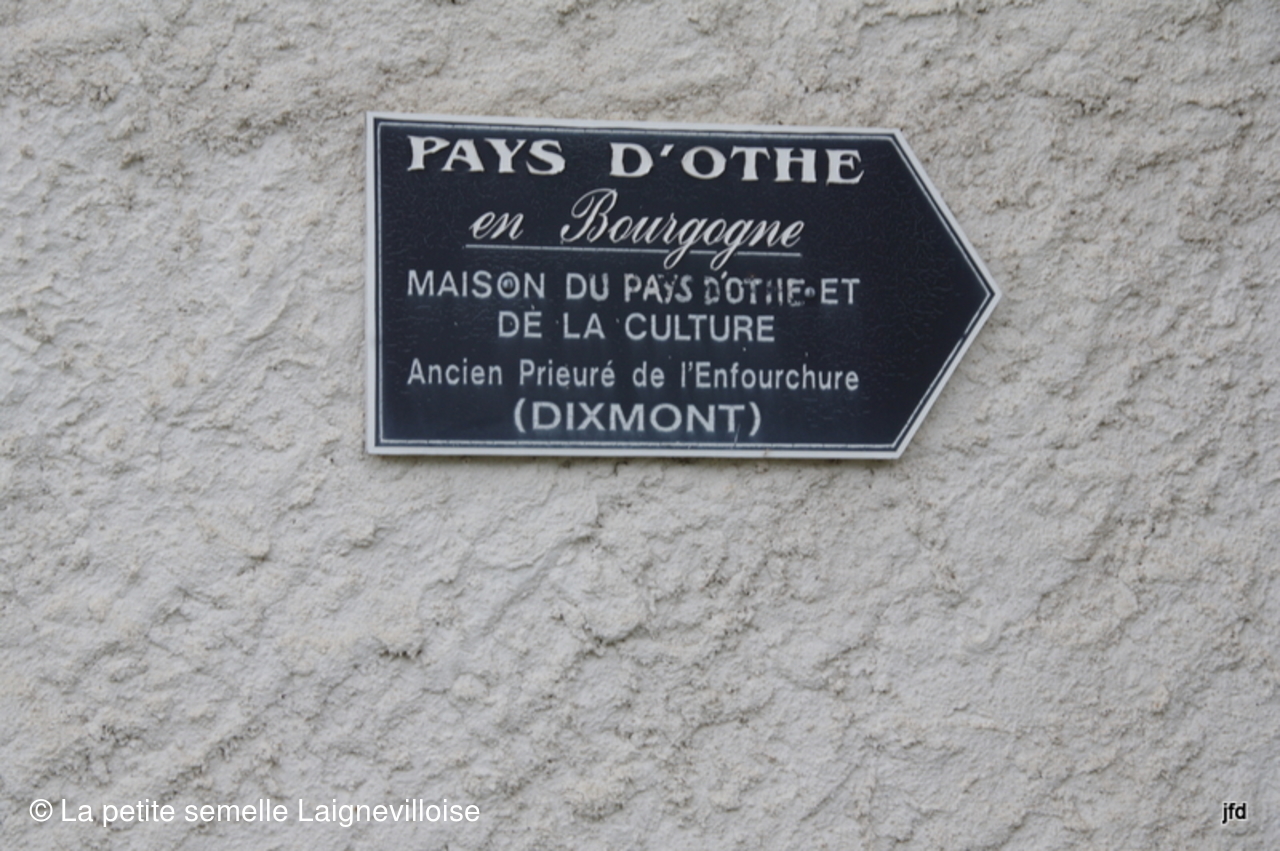 PAYS D'OTHE
en Bourgogne
MAISON DU PAYS D'OTHE ET
DE LA CULTURE
Ancien Prieuré de l'Enfourchure
(DIXMONT)
© La petite semelle Laignevilloise
jfd